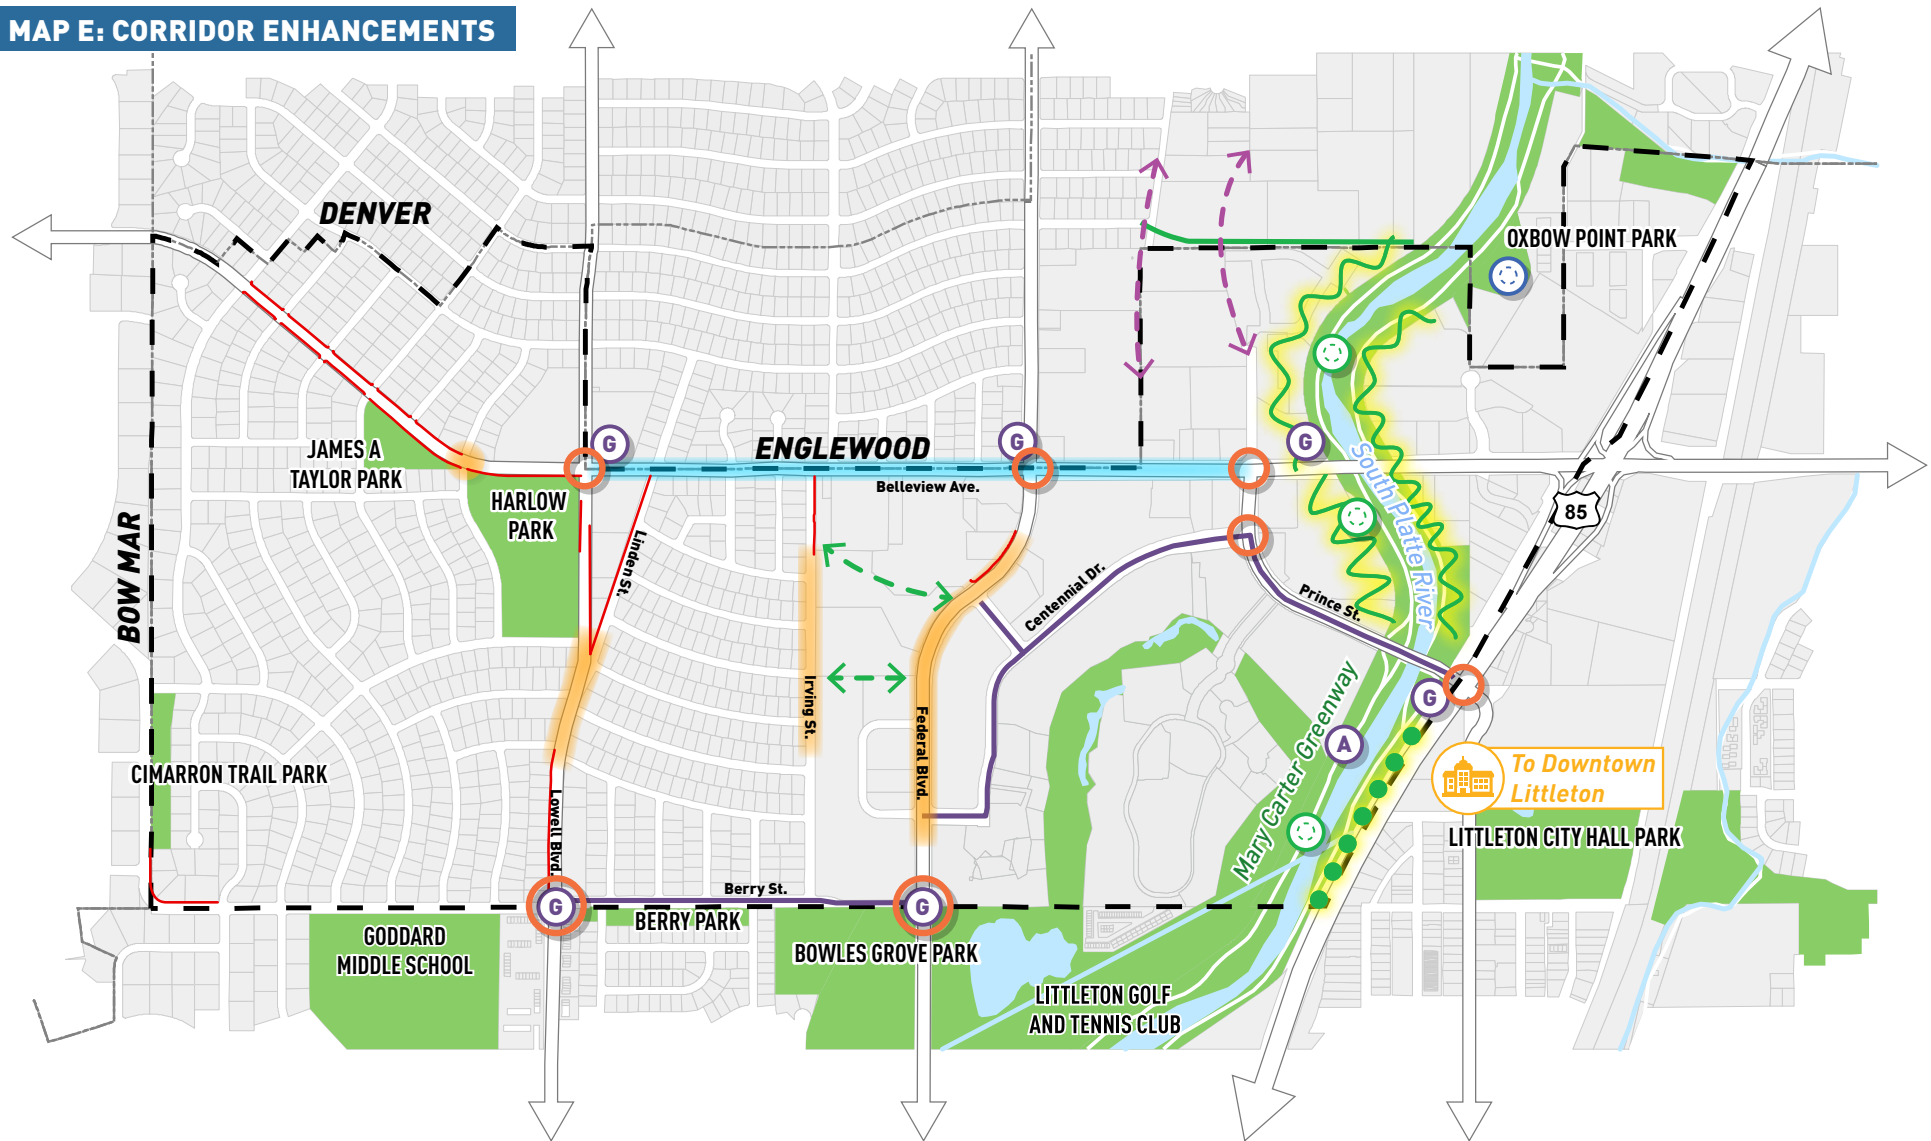 MAP E: CORRIDOR ENHANCEMENTS
DENVER
OXBOW POINT PARK
ENGLEWOOD
G
G
G
JAMES A
TAYLOR PARK
HARLOW
PARK
Belleview Ave.
South Platte River
85
BOW MAR
Linden St.
Centennial Dr.
Prince St.
Irving St.
Federal Blvd.
Mary Carter Greenway
G
A
To Downtown
Littleton
CIMARRON TRAIL PARK
Lowell Blvd.
LITTLETON CITY HALL PARK
Berry St.
G
G
BERRY PARK
GODDARD
MIDDLE SCHOOL
BOWLES GROVE PARK
LITTLETON GOLF
AND TENNIS CLUB